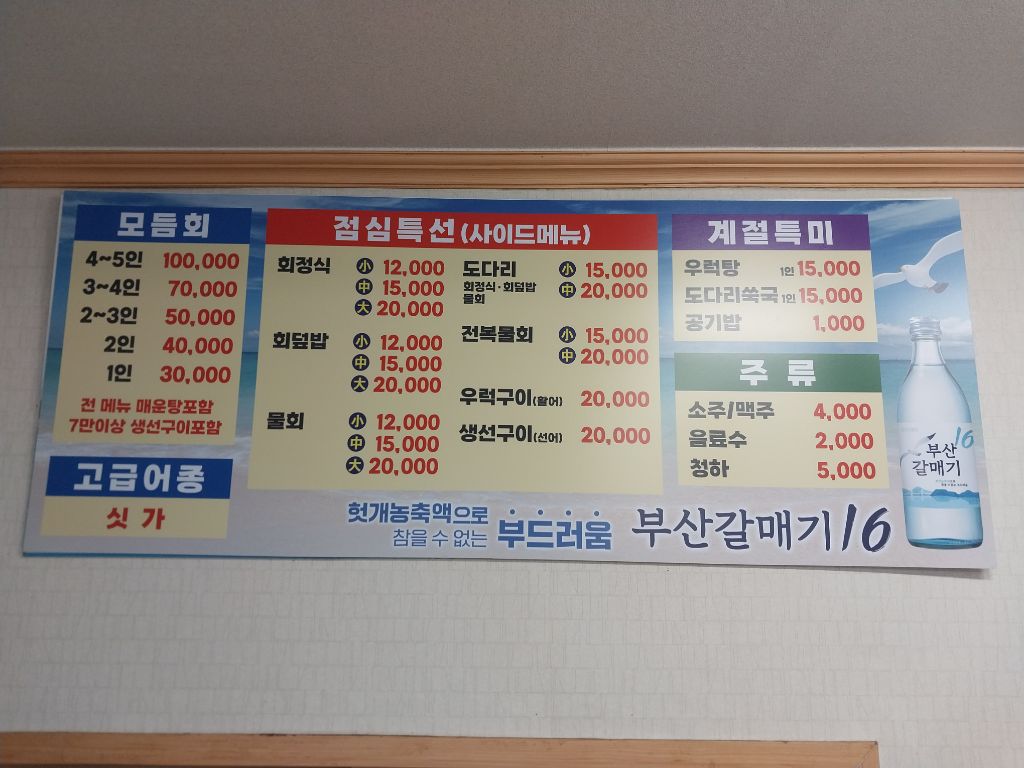 모듬회
4~5인 100,000
3~4인 70,000
2~3인 50,000
2인 40,000
1인 30,000
전 메뉴 매운탕포함
7만이상 생선구이포함
고급어종
싯 가
점심특선 (사이드메뉴)
회정식 小 12,000
中 15,000
大 20,000
회덮밥 小 12,000
中 15,000
大 20,000
물회 小 12,000
中 15,000
大 20,000
도다리 小 15,000
회정식·회덮밥 中 20,000
물회
전복물회 小 15,000
中 20,000
우럭구이(활어) 20,000
생선구이(선어) 20,000
계절특미
우럭탕 1인 15,000
도다리쑥국 1인 15,000
공기밥 1,000
주 류
소주/맥주 4,000
음료수 2,000
청하 5,000
헛개농축액으로
참을 수 없는 부드러움
부산갈매기16
16
부산
갈매기